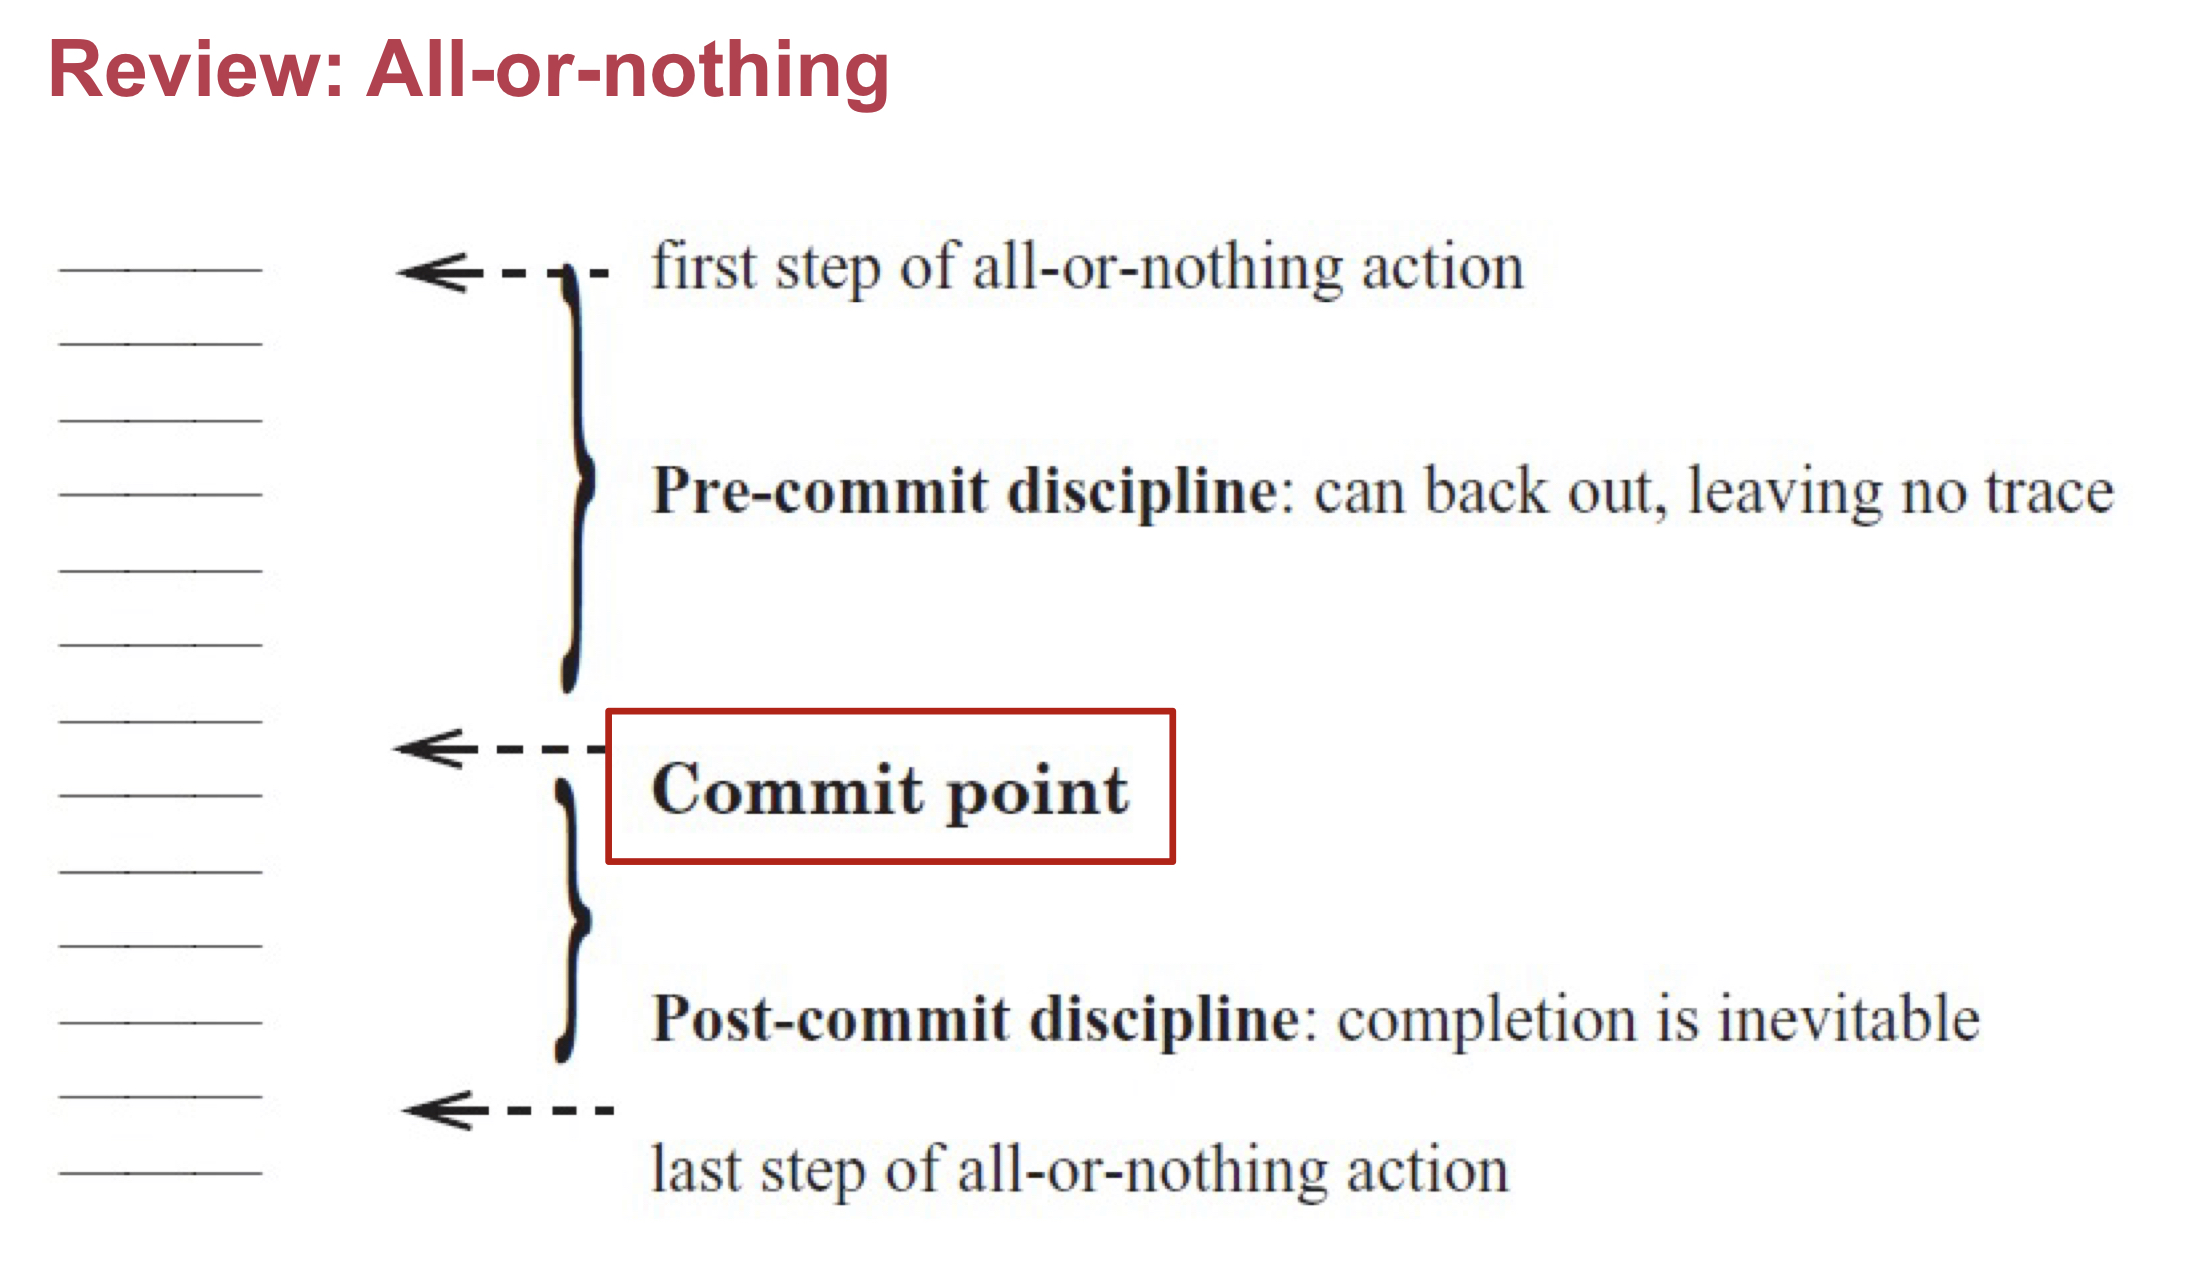 Review: All-or-nothing
first step of all-or-nothing action
Pre-commit discipline: can back out, leaving no trace
Commit point
Post-commit discipline: completion is inevitable
last step of all-or-nothing action